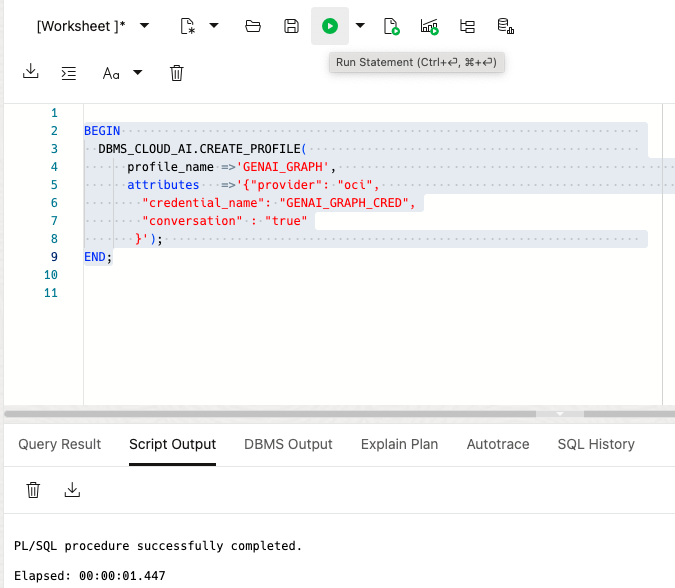 [Worksheet ]*
Aa
Run Statement (Ctrl+⏎, ⌘+⏎)
1
2 BEGIN
3 DBMS_CLOUD_AI.CREATE_PROFILE(
4 profile_name =>'GENAI_GRAPH',
5 attributes =>'{"provider": "oci",
6 "credential_name": "GENAI_GRAPH_CRED",
7 "conversation" : "true"
8 }');
9 END;
10
11
Query Result Script Output DBMS Output Explain Plan Autotrace SQL History
PL/SQL procedure successfully completed.
Elapsed: 00:00:01.447